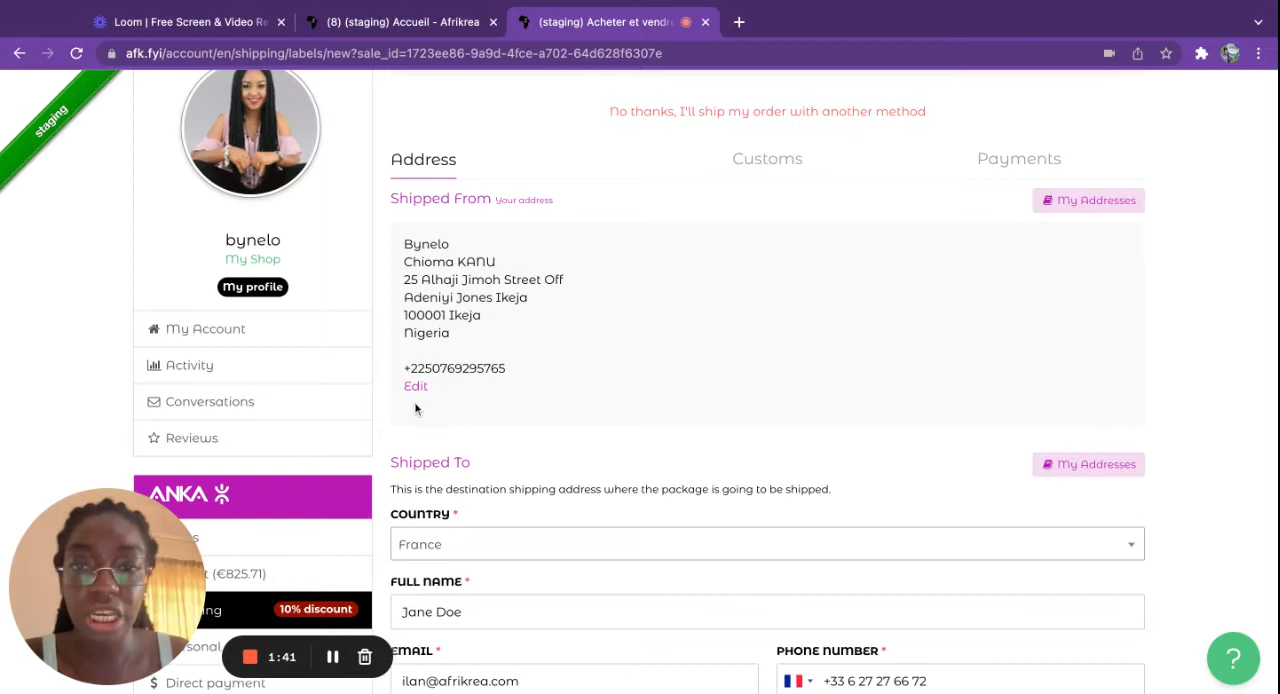 Loom | Free Screen & Video Re
(8) (staging) Accueil - Afrikrea
(staging) Acheter et vendre
afk.fyi/account/en/shipping/labels/new?sale_id=1723ee86-9a9d-4fce-a702-64d628f6307e
staging
No thanks, I'll ship my order with another method
Address
Customs
Payments
Shipped From Your address
My Addresses
bynelo
My Shop
My profile
My Account
Activity
Conversations
Reviews
ANKA
(€825.71)
10% discount
Direct payment
Bynelo
Chioma KANU
25 Alhaji Jimoh Street Off
Adeniyi Jones Ikeja
100001 Ikeja
Nigeria
+2250769295765
Edit
Shipped To
My Addresses
This is the destination shipping address where the package is going to be shipped.
COUNTRY *
France
FULL NAME *
Jane Doe
EMAIL *
PHONE NUMBER *
ilan@afrikrea.com
+33 6 27 27 66 72
1:41
?